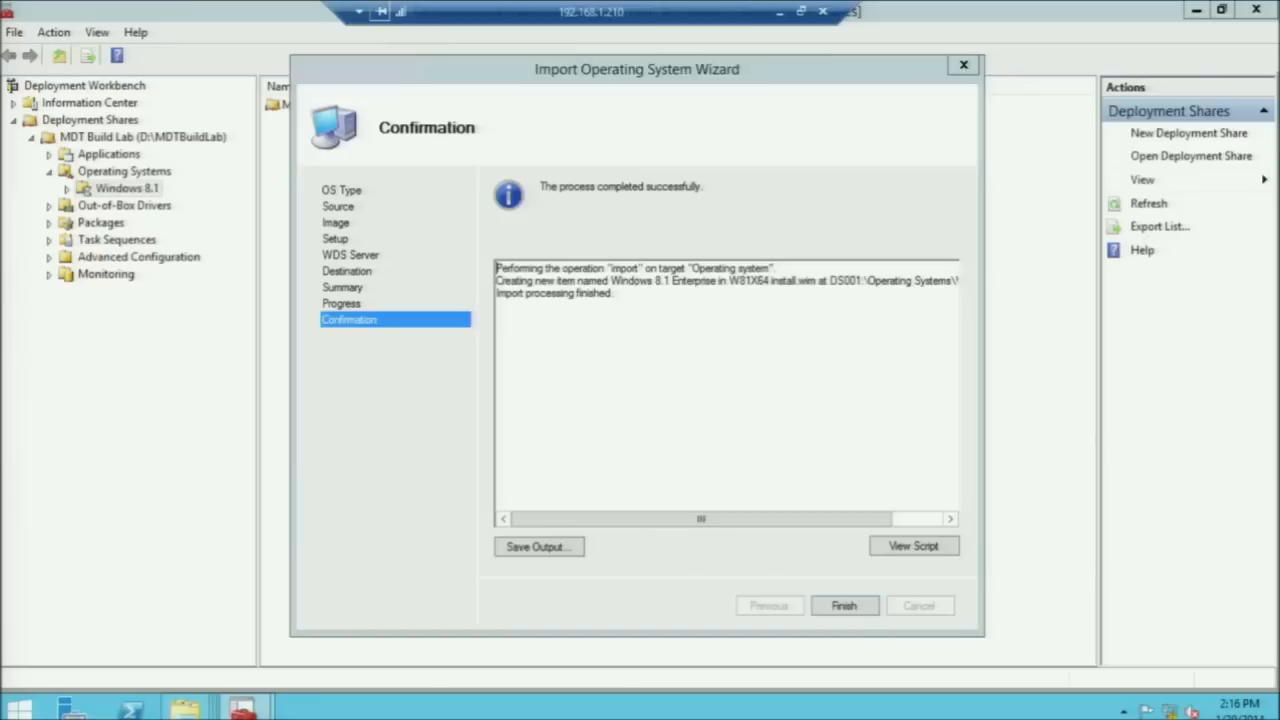 192.168.1.210
File Action View Help
Deployment Workbench
Information Center
Deployment Shares
MDT Build Lab (D:\MDTBuildLab)
Applications
Operating Systems
Windows 8.1
Out-of-Box Drivers
Packages
Task Sequences
Advanced Configuration
Monitoring
Import Operating System Wizard
Confirmation
OS Type
Source
Image
Setup
WDS Server
Destination
Summary
Progress
Confirmation
The process completed successfully.
Performing the operation "import" on target "Operating system".
Creating new item named Windows 8.1 Enterprise in W81X64 install.wim at DS001:\Operating Systems\
Import processing finished.
Save Output...
View Script
Previous
Finish
Cancel
Actions
Deployment Shares
New Deployment Share
Open Deployment Share
View
Refresh
Export List...
Help
2:16 PM